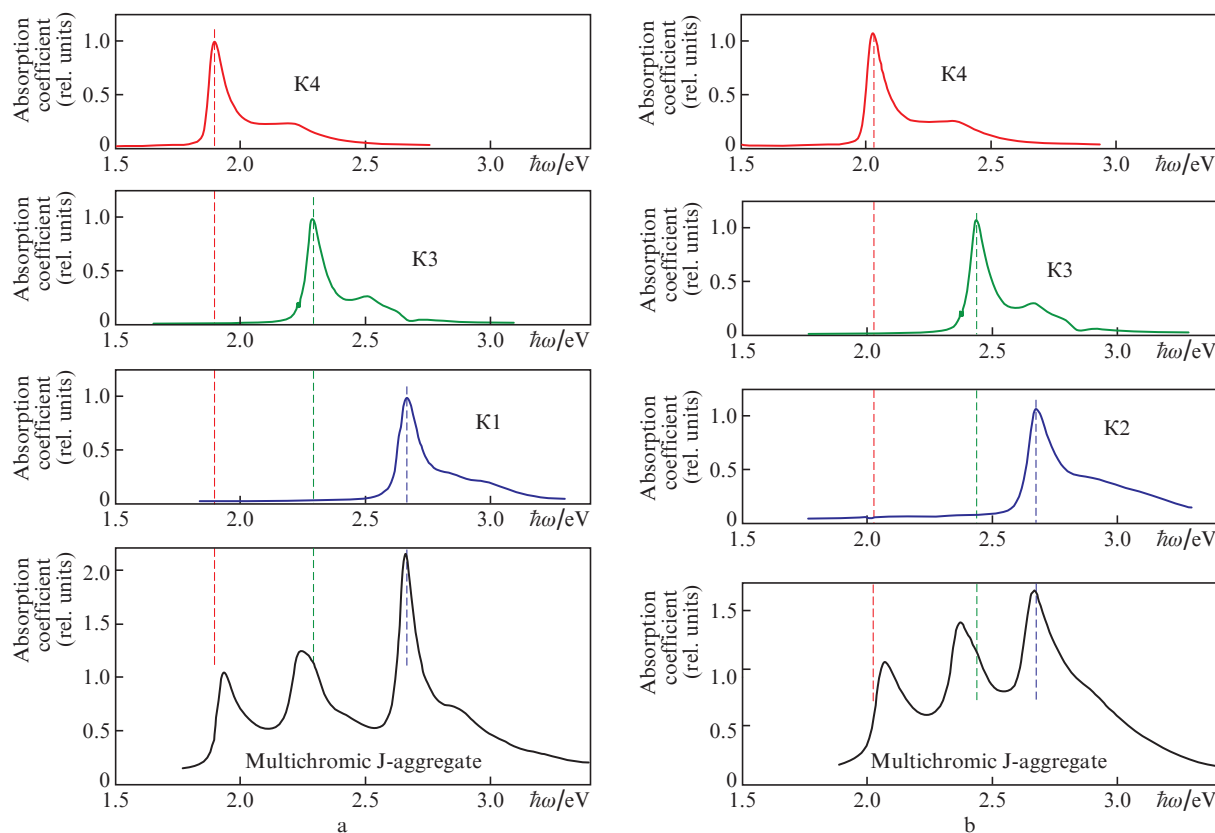 Absorption
coefficient
(rel. units)
1.0
0.5
0
K4
1.5
2.0
2.5
3.0
ℏω/eV
Absorption
coefficient
(rel. units)
1.0
0.5
0
K3
1.5
2.0
2.5
3.0
ℏω/eV
Absorption
coefficient
(rel. units)
1.0
0.5
0
K1
1.5
2.0
2.5
3.0
ℏω/eV
Absorption
coefficient
(rel. units)
2.0
1.5
1.0
0.5
0
Multichromic J-aggregate
1.5
2.0
2.5
3.0
ℏω/eV
a
Absorption
coefficient
(rel. units)
1.0
0.5
0
K4
1.5
2.0
2.5
3.0
ℏω/eV
Absorption
coefficient
(rel. units)
1.0
0.5
0
K3
1.5
2.0
2.5
3.0
ℏω/eV
Absorption
coefficient
(rel. units)
1.0
0.5
0
K2
1.5
2.0
2.5
3.0
ℏω/eV
Absorption
coefficient
(rel. units)
1.5
1.0
0.5
0
Multichromic J-aggregate
1.5
2.0
2.5
3.0
ℏω/eV
b